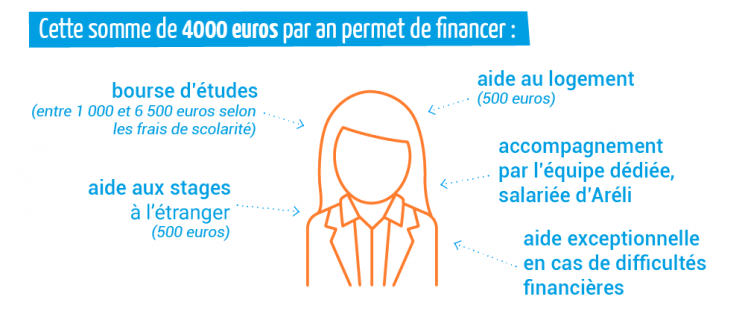 Cette somme de 4000 euros par an permet de financer :
bourse d'études
(entre 1 000 et 6 500 euros selon
les frais de scolarité)
aide aux stages
à l'étranger
(500 euros)
aide au logement
(500 euros)
accompagnement
par l'équipe dédiée,
salariée d'Aréli
aide exceptionnelle
en cas de difficultés
financières